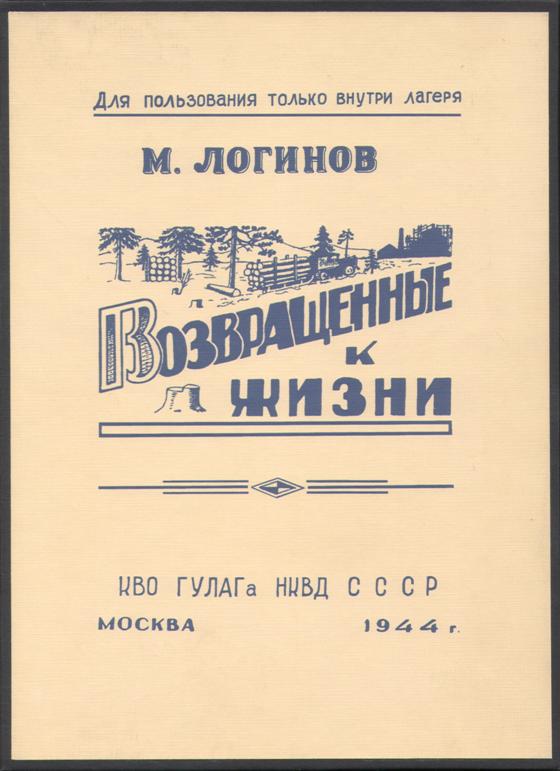 Для пользования только внутри лагеря
М. ЛОГИНОВ
ВОЗВРАЩЕННЫЕ
К
ЖИЗНИ
КВО ГУЛАГа НКВД СССР
МОСКВА 1944 г.